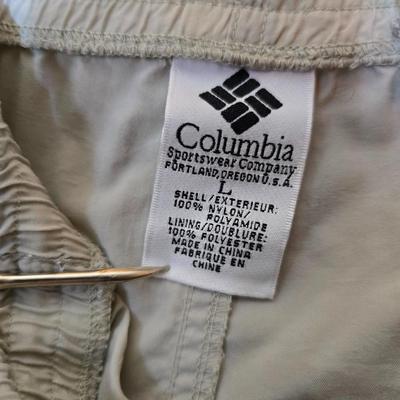 Columbia
Sportswear Company
PORTLAND,OREGON U.S.A.
L
SHELL/EXTERIEUR:
100% NYLON/
POLYAMIDE
LINING/DOUBLURE:
100% POLYESTER
MADE IN CHINA
FABRIQUE EN
CHINE